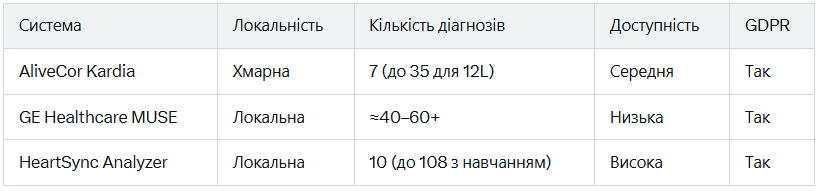 Система Локальність Кількість діагнозів Доступність GDPR
AliveCor Kardia Хмарна 7 (до 35 для 12L) Середня Так
GE Healthcare MUSE Локальна ≈40–60+ Низька Так
HeartSync Analyzer Локальна 10 (до 108 з навчанням) Висока Так